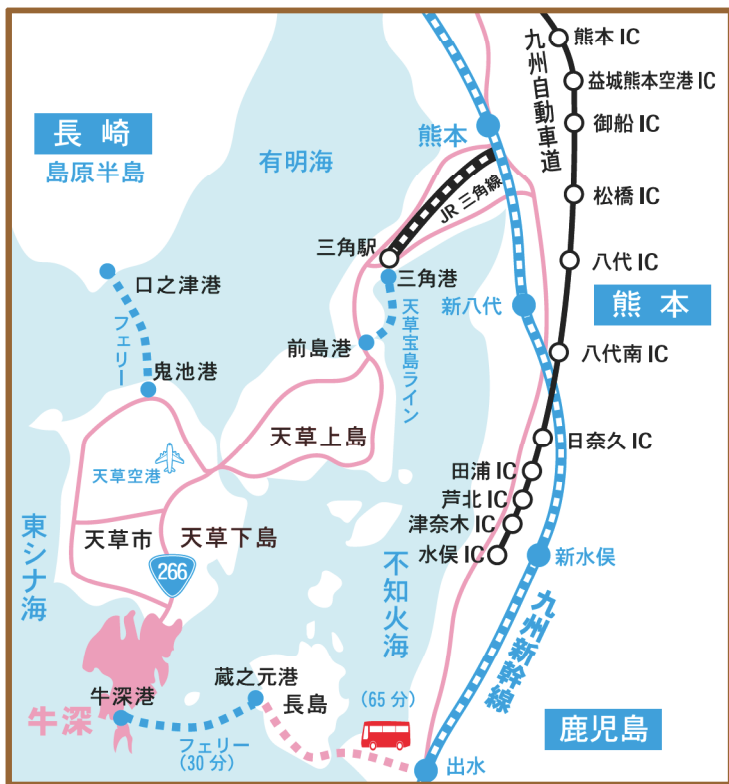 熊本 IC
九州自動車道
益城熊本空港 IC
長崎
島原半島
有明海
熊本
御船 IC
JR 三角線
松橋 IC
三角駅
三角港
口之津港
フェリー
天草宝島ライン
新八代
八代 IC
熊本
前島港
八代南 IC
鬼池港
天草上島
日奈久 IC
天草空港
田浦 IC
芦北 IC
津奈木 IC
水俣 IC
東シナ海
天草市
天草下島
266
不知火海
新水俣
九州新幹線
蔵之元港
長島
(65 分)
牛深港
牛深
フェリー
(30 分)
鹿児島
出水